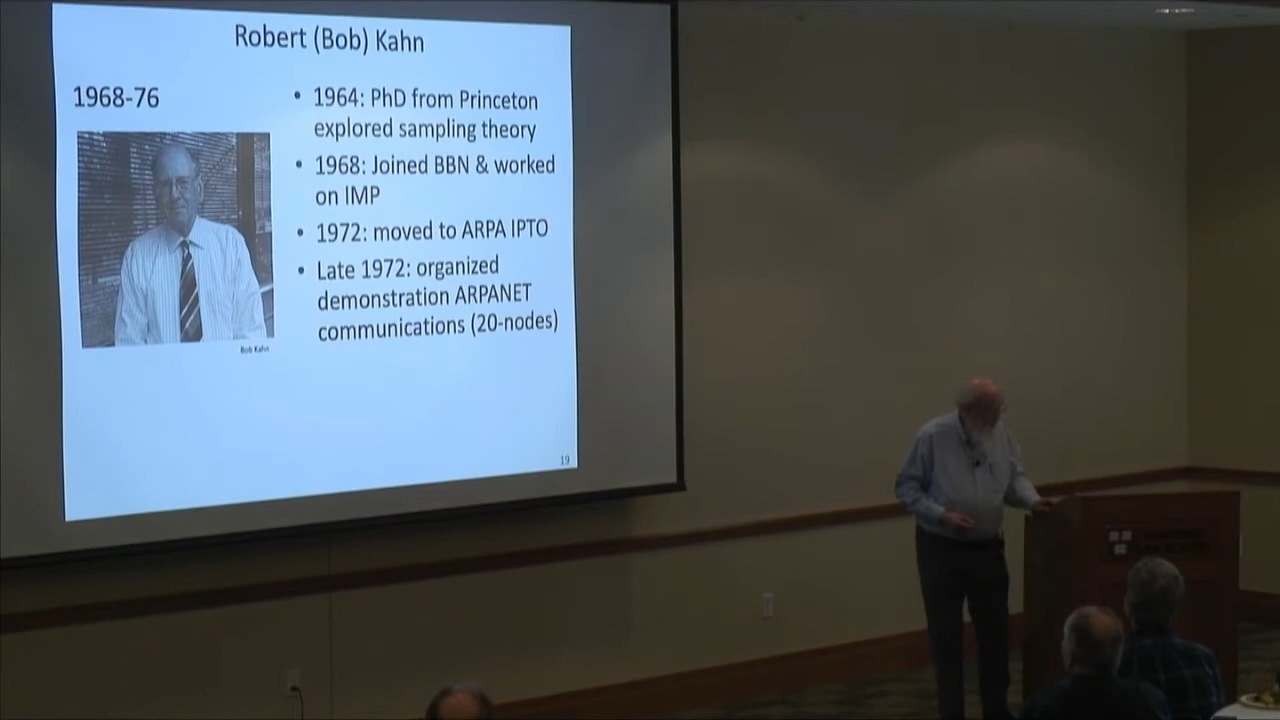 Robert (Bob) Kahn
1968-76
Bob Kahn
• 1964: PhD from Princeton
explored sampling theory
• 1968: Joined BBN & worked
on IMP
• 1972: moved to ARPA IPTO
• Late 1972: organized
demonstration ARPANET
communications (20-nodes)
19